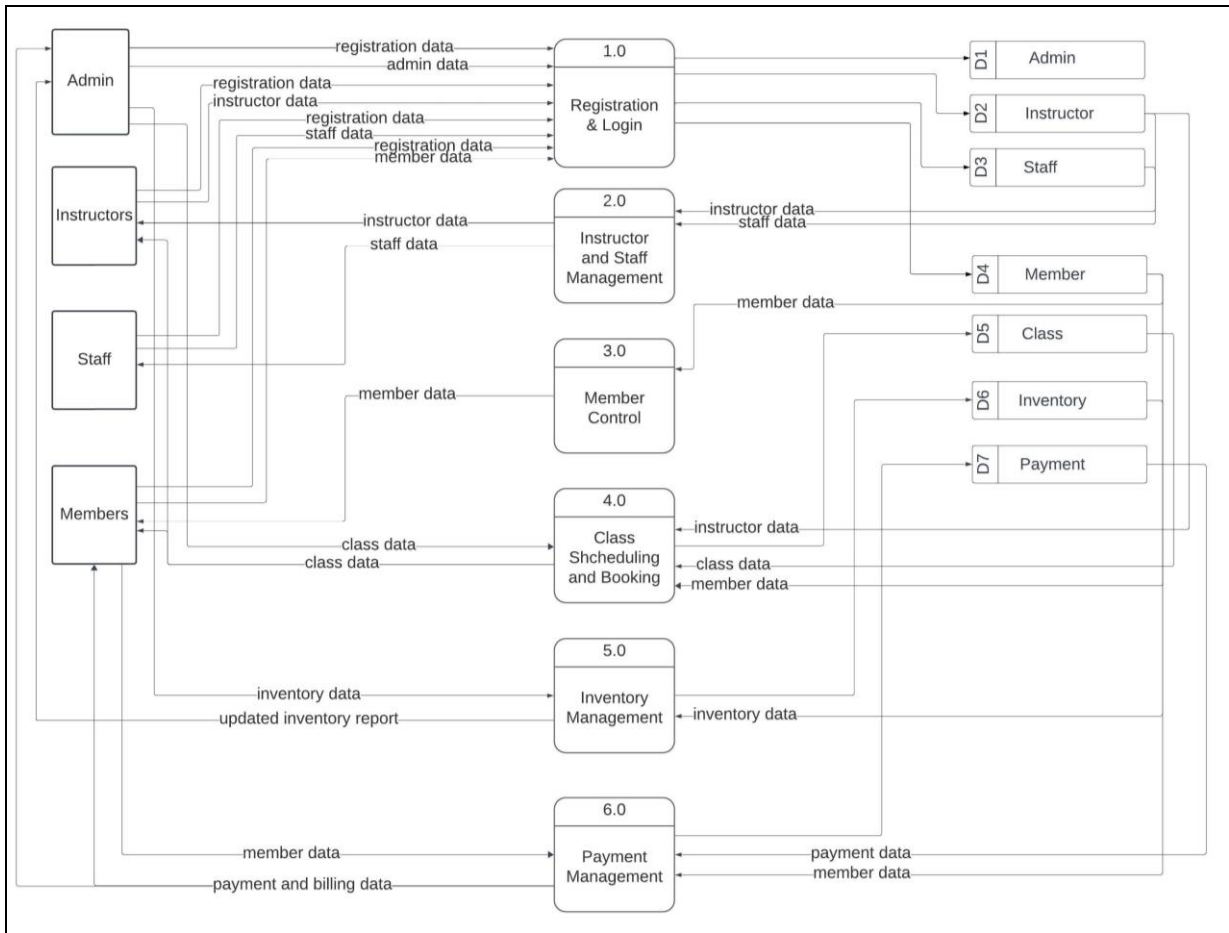 Admin
registration data
admin data
registration data
instructor data
registration data
staff data
registration data
member data
1.0
Registration
& Login
D1
Admin
D2
Instructor
D3
Staff
Instructors
instructor data
staff data
2.0
Instructor
and Staff
Management
instructor data
staff data
D4
Member
member data
D5
Class
Staff
3.0
Member
Control
member data
D6
Inventory
D7
Payment
Members
4.0
Class
Shcheduling
and Booking
class data
class data
instructor data
class data
member data
5.0
Inventory
Management
inventory data
updated inventory report
inventory data
6.0
Payment
Management
member data
payment and billing data
payment data
member data